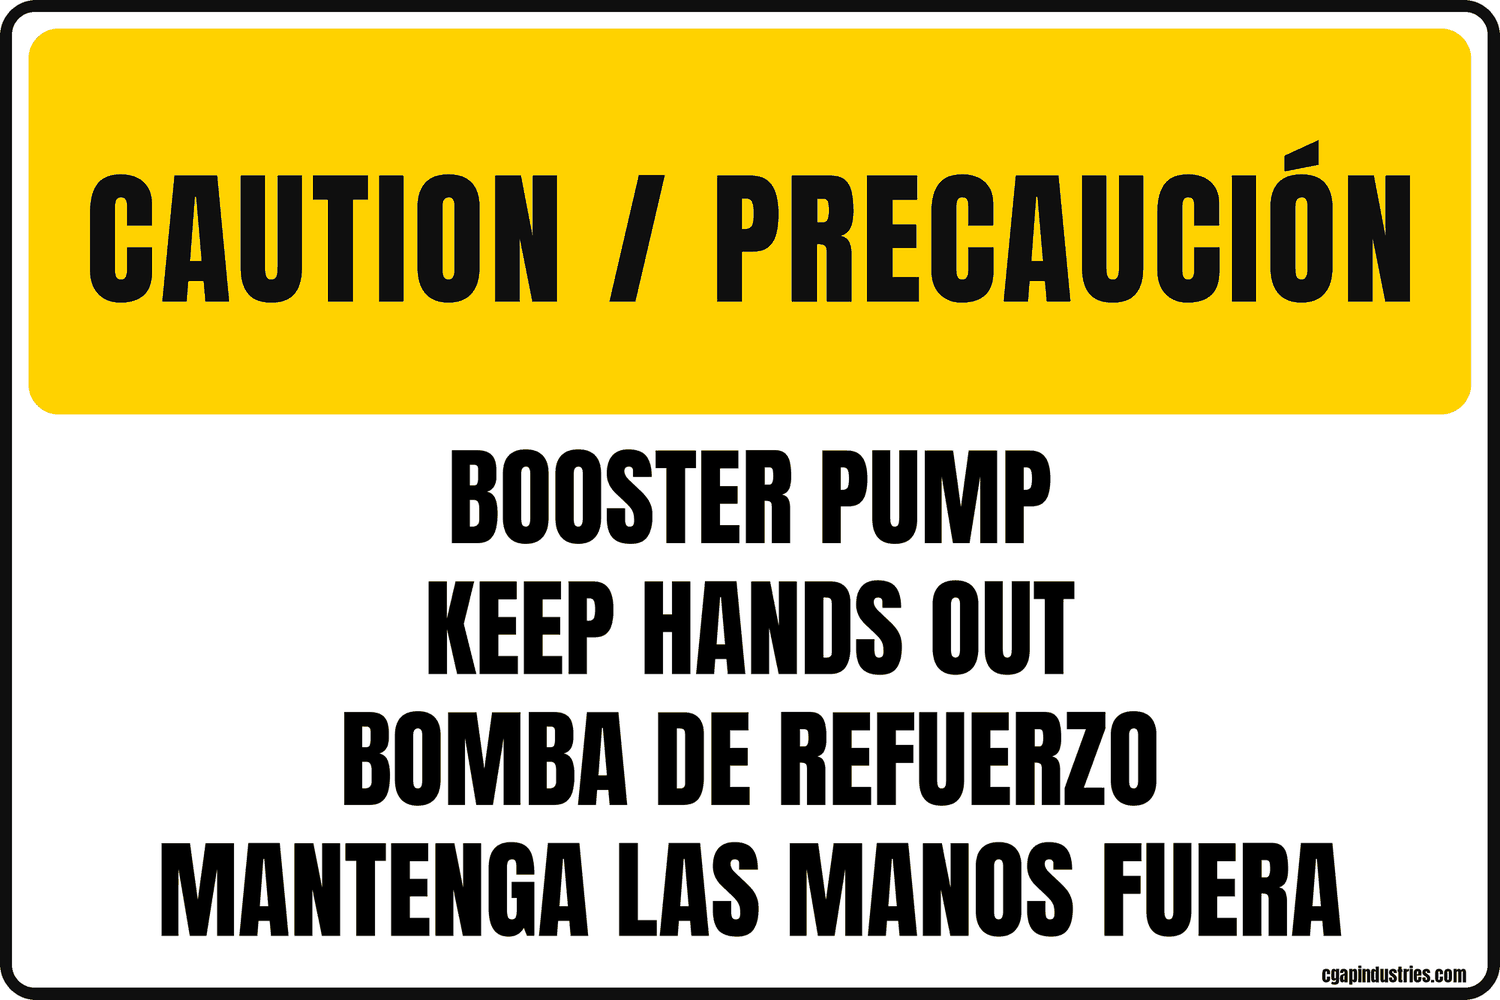 CAUTION / PRECAUCIÓN
BOOSTER PUMP
KEEP HANDS OUT
BOMBA DE REFUERZO
MANTENGA LAS MANOS FUERA
cgapindustries.com